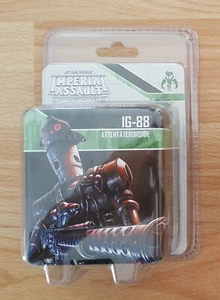 STAR WARS
IMPERIAL
ASSAULT
IG-88
ATTENTÄTERDROIDE